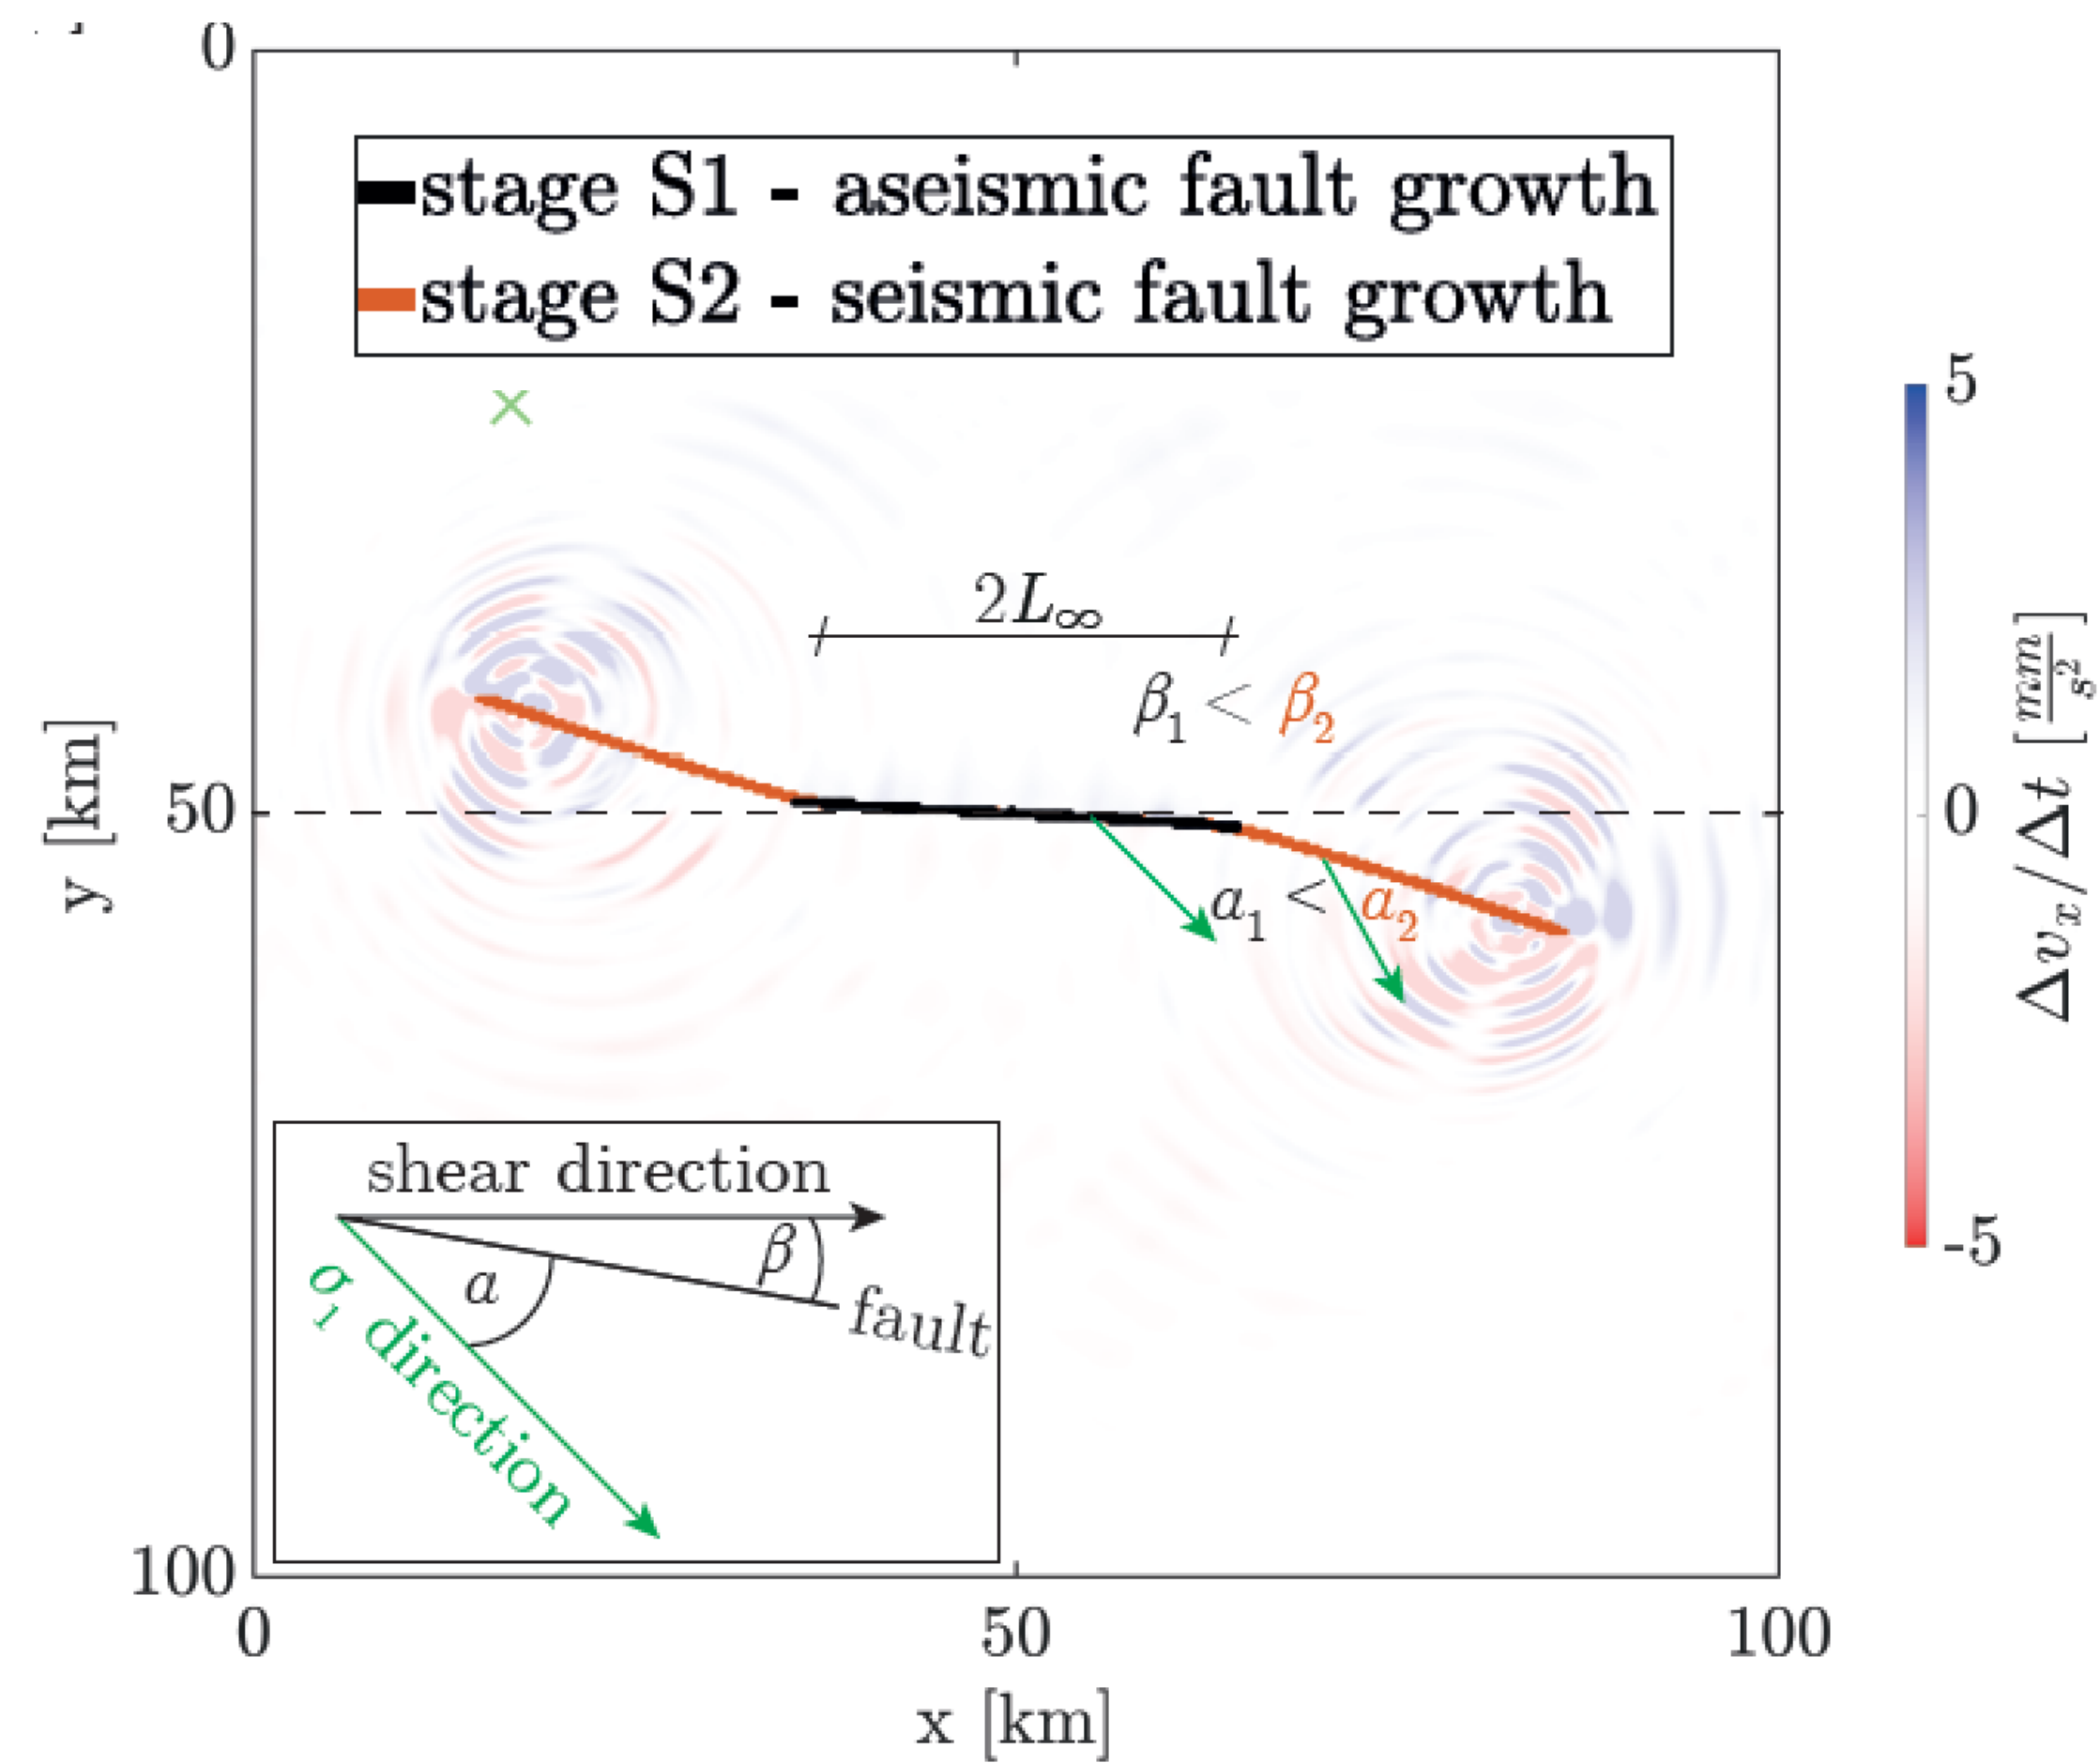 0
stage S1 - aseismic fault growth
stage S2 - seismic fault growth
5
2L∞
β₁ < β₂
y [km]
50
0
Δvₓ/Δt [mm/s²]
a₁ < a₂
shear direction
β
a
fault
σ₁ direction
-5
100
0
50
100
x [km]